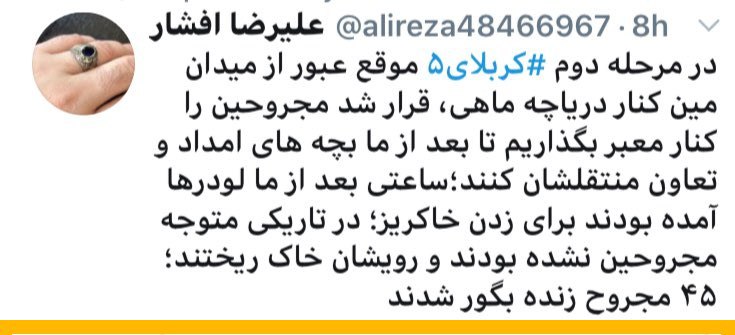 علیرضا افشار @alireza48466967 · 8h
در مرحله دوم #کربلای۵ موقع عبور از میدان
مین کنار دریاچه ماهی، قرار شد مجروحین را
کنار معبر بگذاریم تا بعد از ما بچه های امداد و
تعاون منتقلشان کنند؛ساعتی بعد از ما لودرها
آمده بودند برای زدن خاکریز؛ در تاریکی متوجه
مجروحین نشده بودند و رویشان خاک ریختند؛
۴۵ مجروح زنده بگور شدند